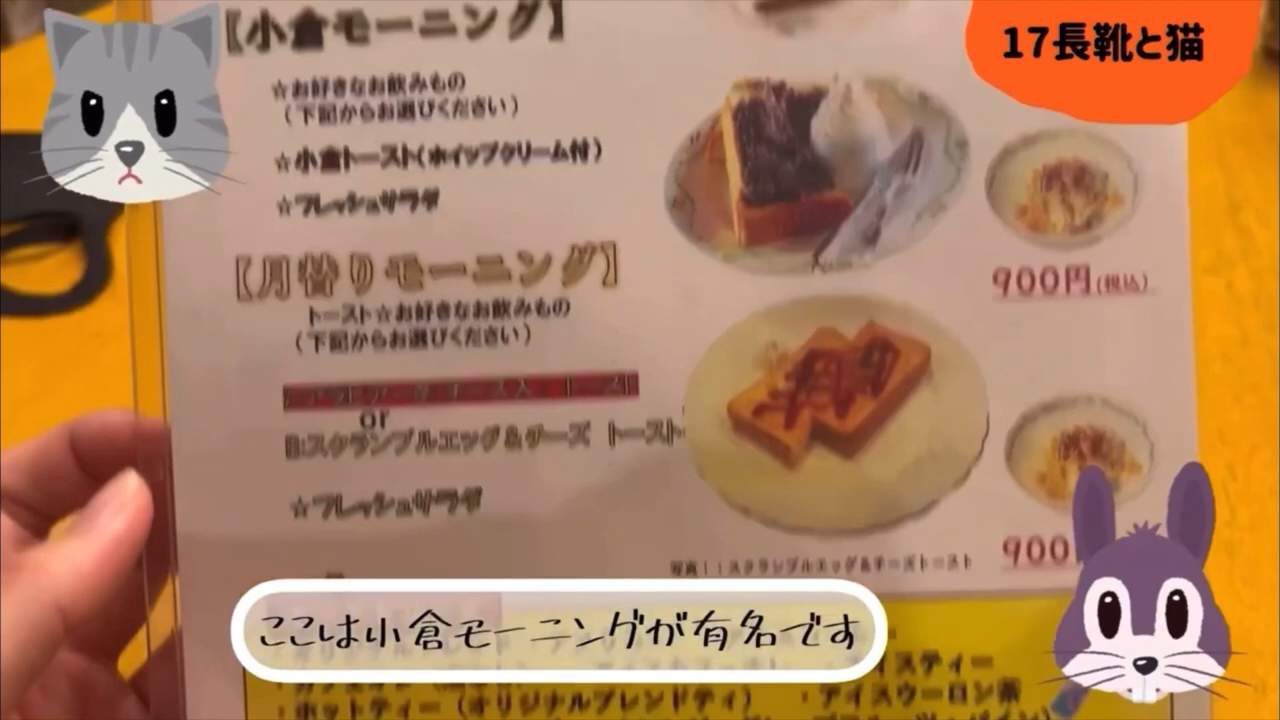 【小倉モーニング】
17長靴と猫
☆お好きなお飲みもの
(下記からお選びください)
☆小倉トースト(ホイップクリーム付)
☆フレッシュサラダ
900円(税込)
【月替りモーニング】
トースト☆お好きなお飲みもの
(下記からお選びください)
or
B:スクランブルエッグ&チーズ トースト
☆フレッシュサラダ
900
スクランブルエッグ&チーズトースト
ここは小倉モーニングが有名です
・アイスティー
・ホットティー(オリジナルブレンドティ)
・アイスウーロン茶